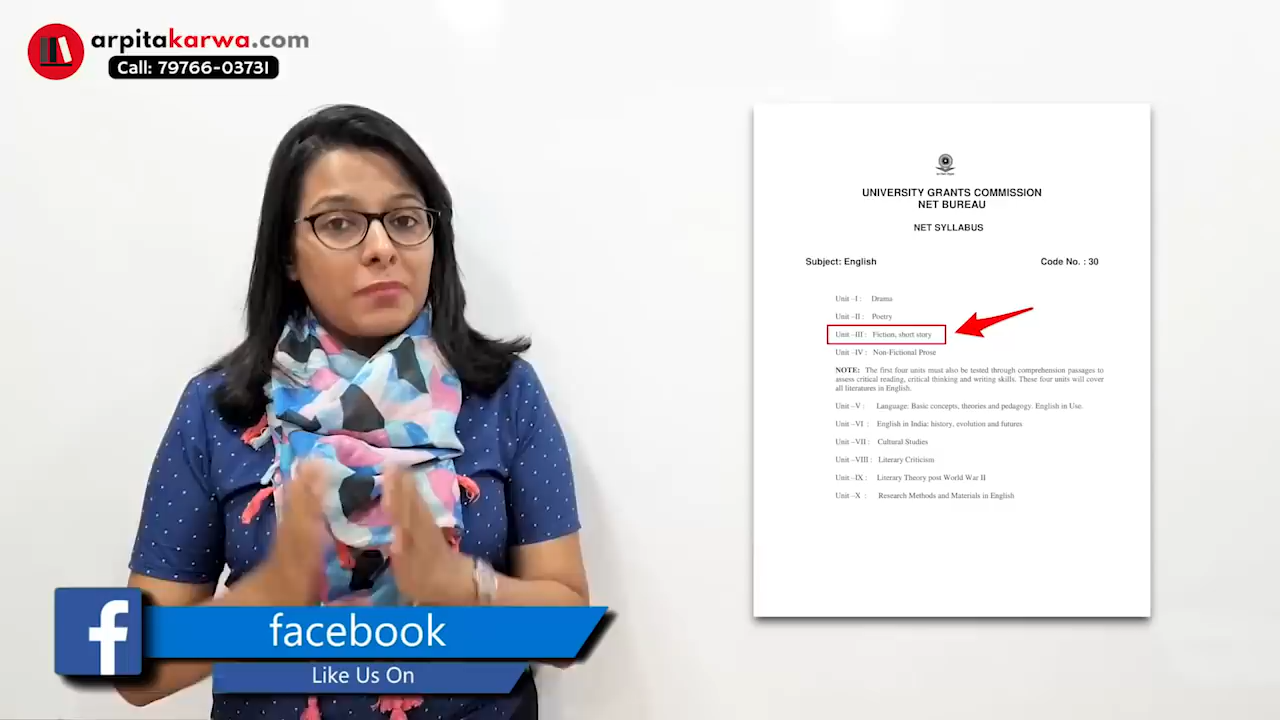 arpitakarwa.com
Call: 79766-03731
UNIVERSITY GRANTS COMMISSION
NET BUREAU
NET SYLLABUS
Subject: English Code No. : 30
Unit –I : Drama
Unit –II : Poetry
Unit –III : Fiction, short story
Unit –IV : Non-Fictional Prose
NOTE: The first four units must also be tested through comprehension passages to
assess critical reading, critical thinking and writing skills. These four units will cover
all literatures in English.
Unit –V : Language: Basic concepts, theories and pedagogy. English in Use.
Unit –VI : English in India: history, evolution and futures
Unit –VII : Cultural Studies
Unit –VIII : Literary Criticism
Unit –IX : Literary Theory post World War II
Unit –X : Research Methods and Materials in English
f
facebook
Like Us On